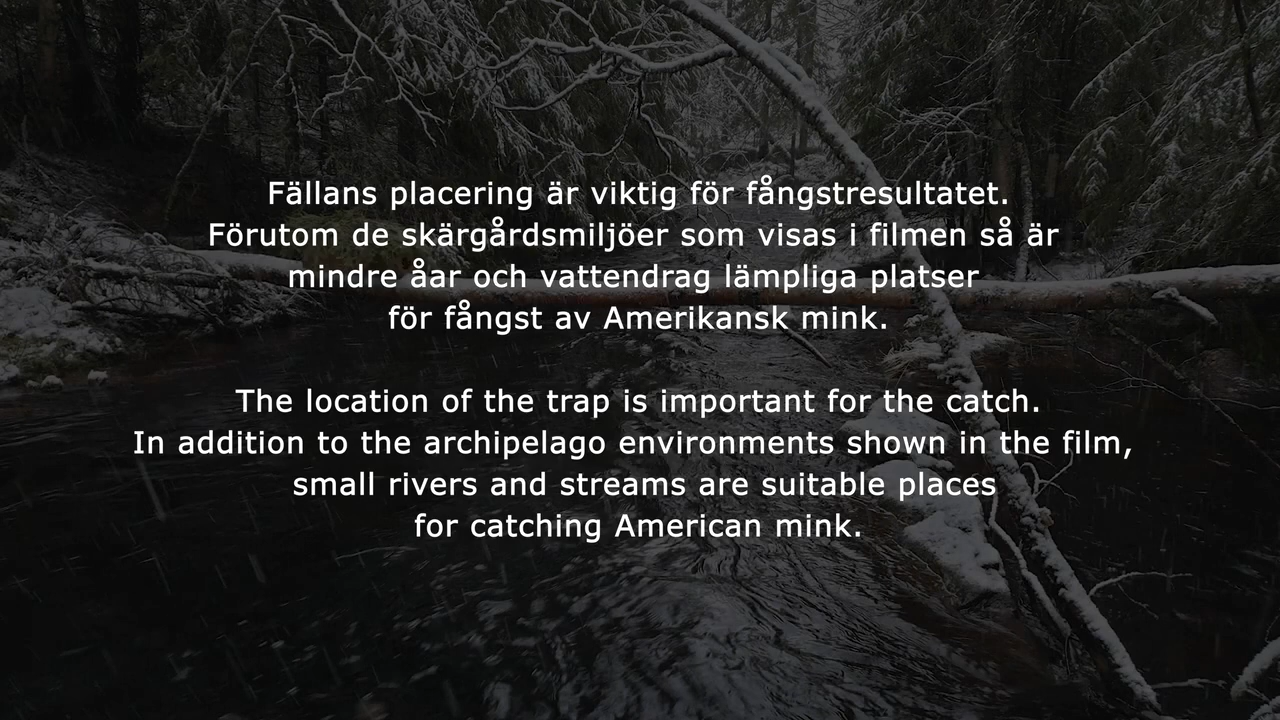 Fällans placering är viktig för fångstresultatet.
Förutom de skärgårdsmiljöer som visas i filmen så är
mindre åar och vattendrag lämpliga platser
för fångst av Amerikansk mink.
The location of the trap is important for the catch.
In addition to the archipelago environments shown in the film,
small rivers and streams are suitable places
for catching American mink.